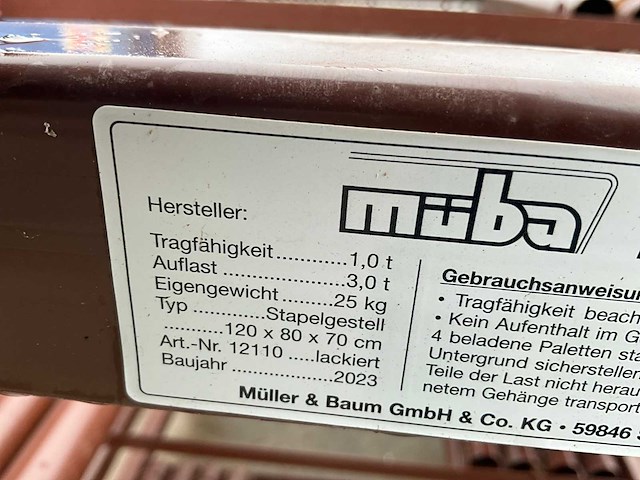 Hersteller:
müba
Tragfähigkeit............1,0 t
Auflast ..................3,0 t
Eigengewicht........25 kg
Typ ...........Stapelgestell
..........120 x 80 x 70 cm
Art.-Nr. 12110 .....lackiert
Baujahr...................2023
Gebrauchsanweisu
• Tragfähigkeit beach
• Kein Aufenthalt im G
4 beladene Paletten sta
Untergrund sicherstellen
Teile der Last nicht herau
netem Gehänge transport
Müller & Baum GmbH & Co. KG • 59846